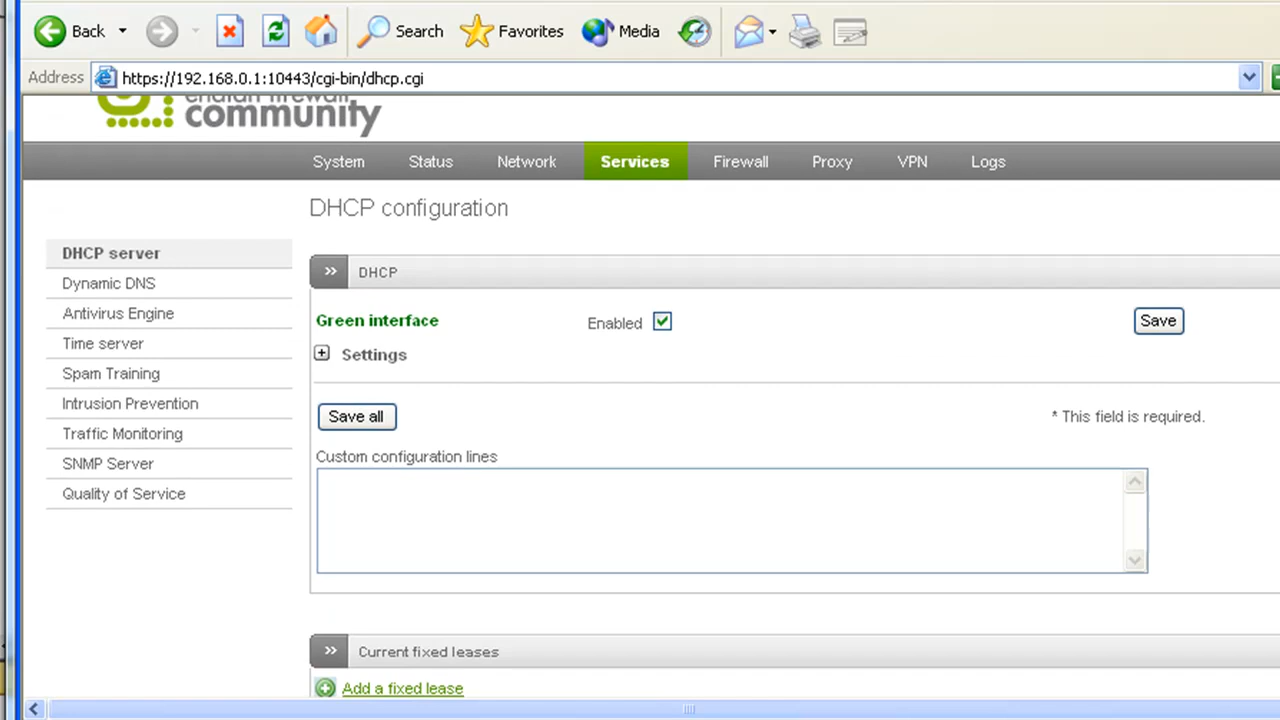 Back Search Favorites Media
Address https://192.168.0.1:10443/cgi-bin/dhcp.cgi
endian firewall
community
System Status Network Services Firewall Proxy VPN Logs
DHCP configuration
DHCP server
Dynamic DNS
Antivirus Engine
Time server
Spam Training
Intrusion Prevention
Traffic Monitoring
SNMP Server
Quality of Service
» DHCP
Green interface Enabled Save
+ Settings
Save all * This field is required.
Custom configuration lines
» Current fixed leases
Add a fixed lease